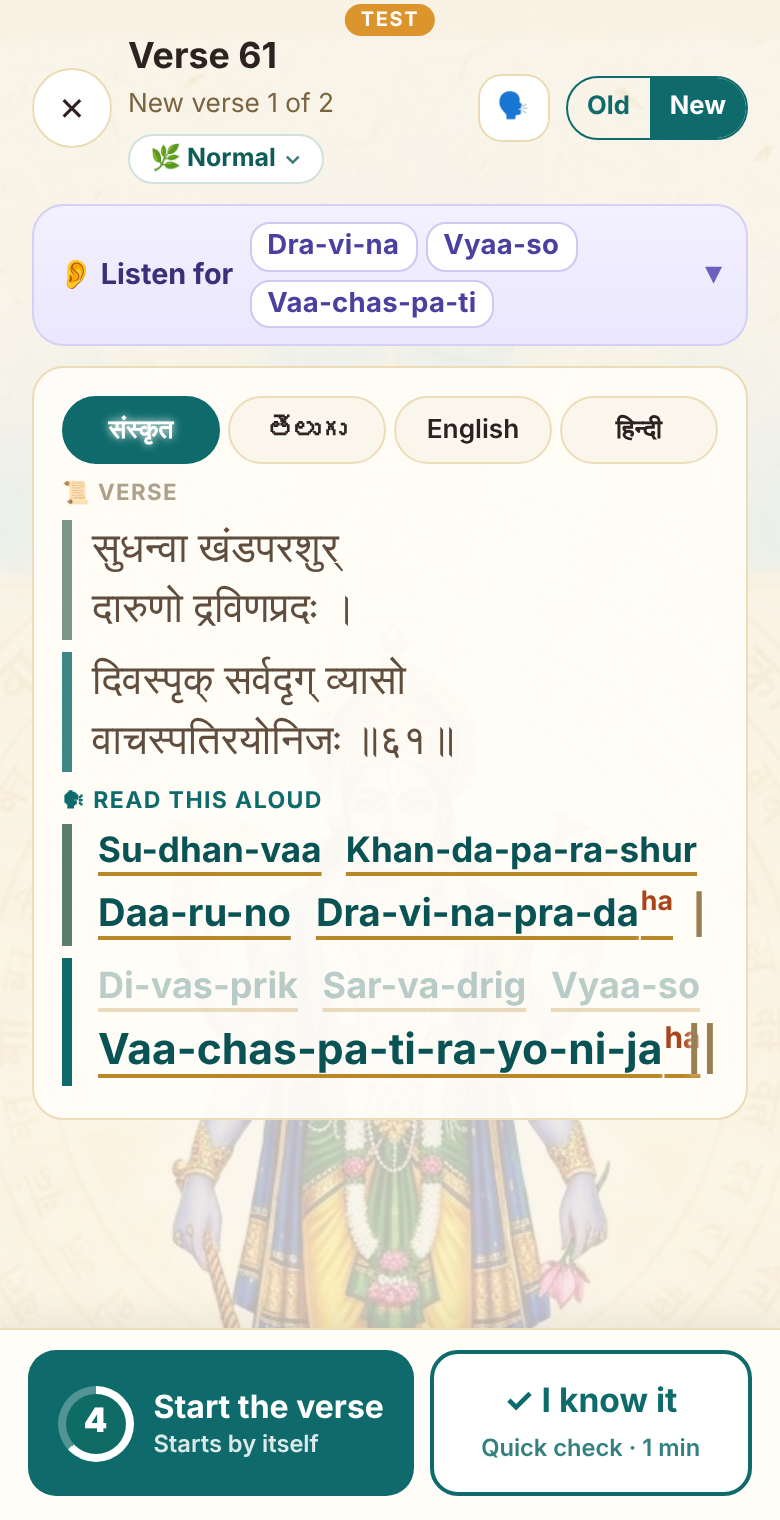 TEST
Verse 61
New verse 1 of 2
Normal
Old New
Listen for
Dra-vi-na Vyaa-so
Vaa-chas-pa-ti
संस्कृत తెలుగు English हिन्दी
VERSE
सुधन्वा खंडपरशुर्
दारुणो द्रविणप्रदः ।
दिवस्पृक् सर्वदृग् व्यासो
वाचस्पतिरयोनिजः ॥६१॥
READ THIS ALOUD
Su-dhan-vaa Khan-da-pa-ra-shur
Daa-ru-no Dra-vi-na-pra-daha |
Di-vas-prik Sar-va-drig Vyaa-so
Vaa-chas-pa-ti-ra-yo-ni-jaha ||
4 Start the verse
Starts by itself
✓ I know it
Quick check · 1 min